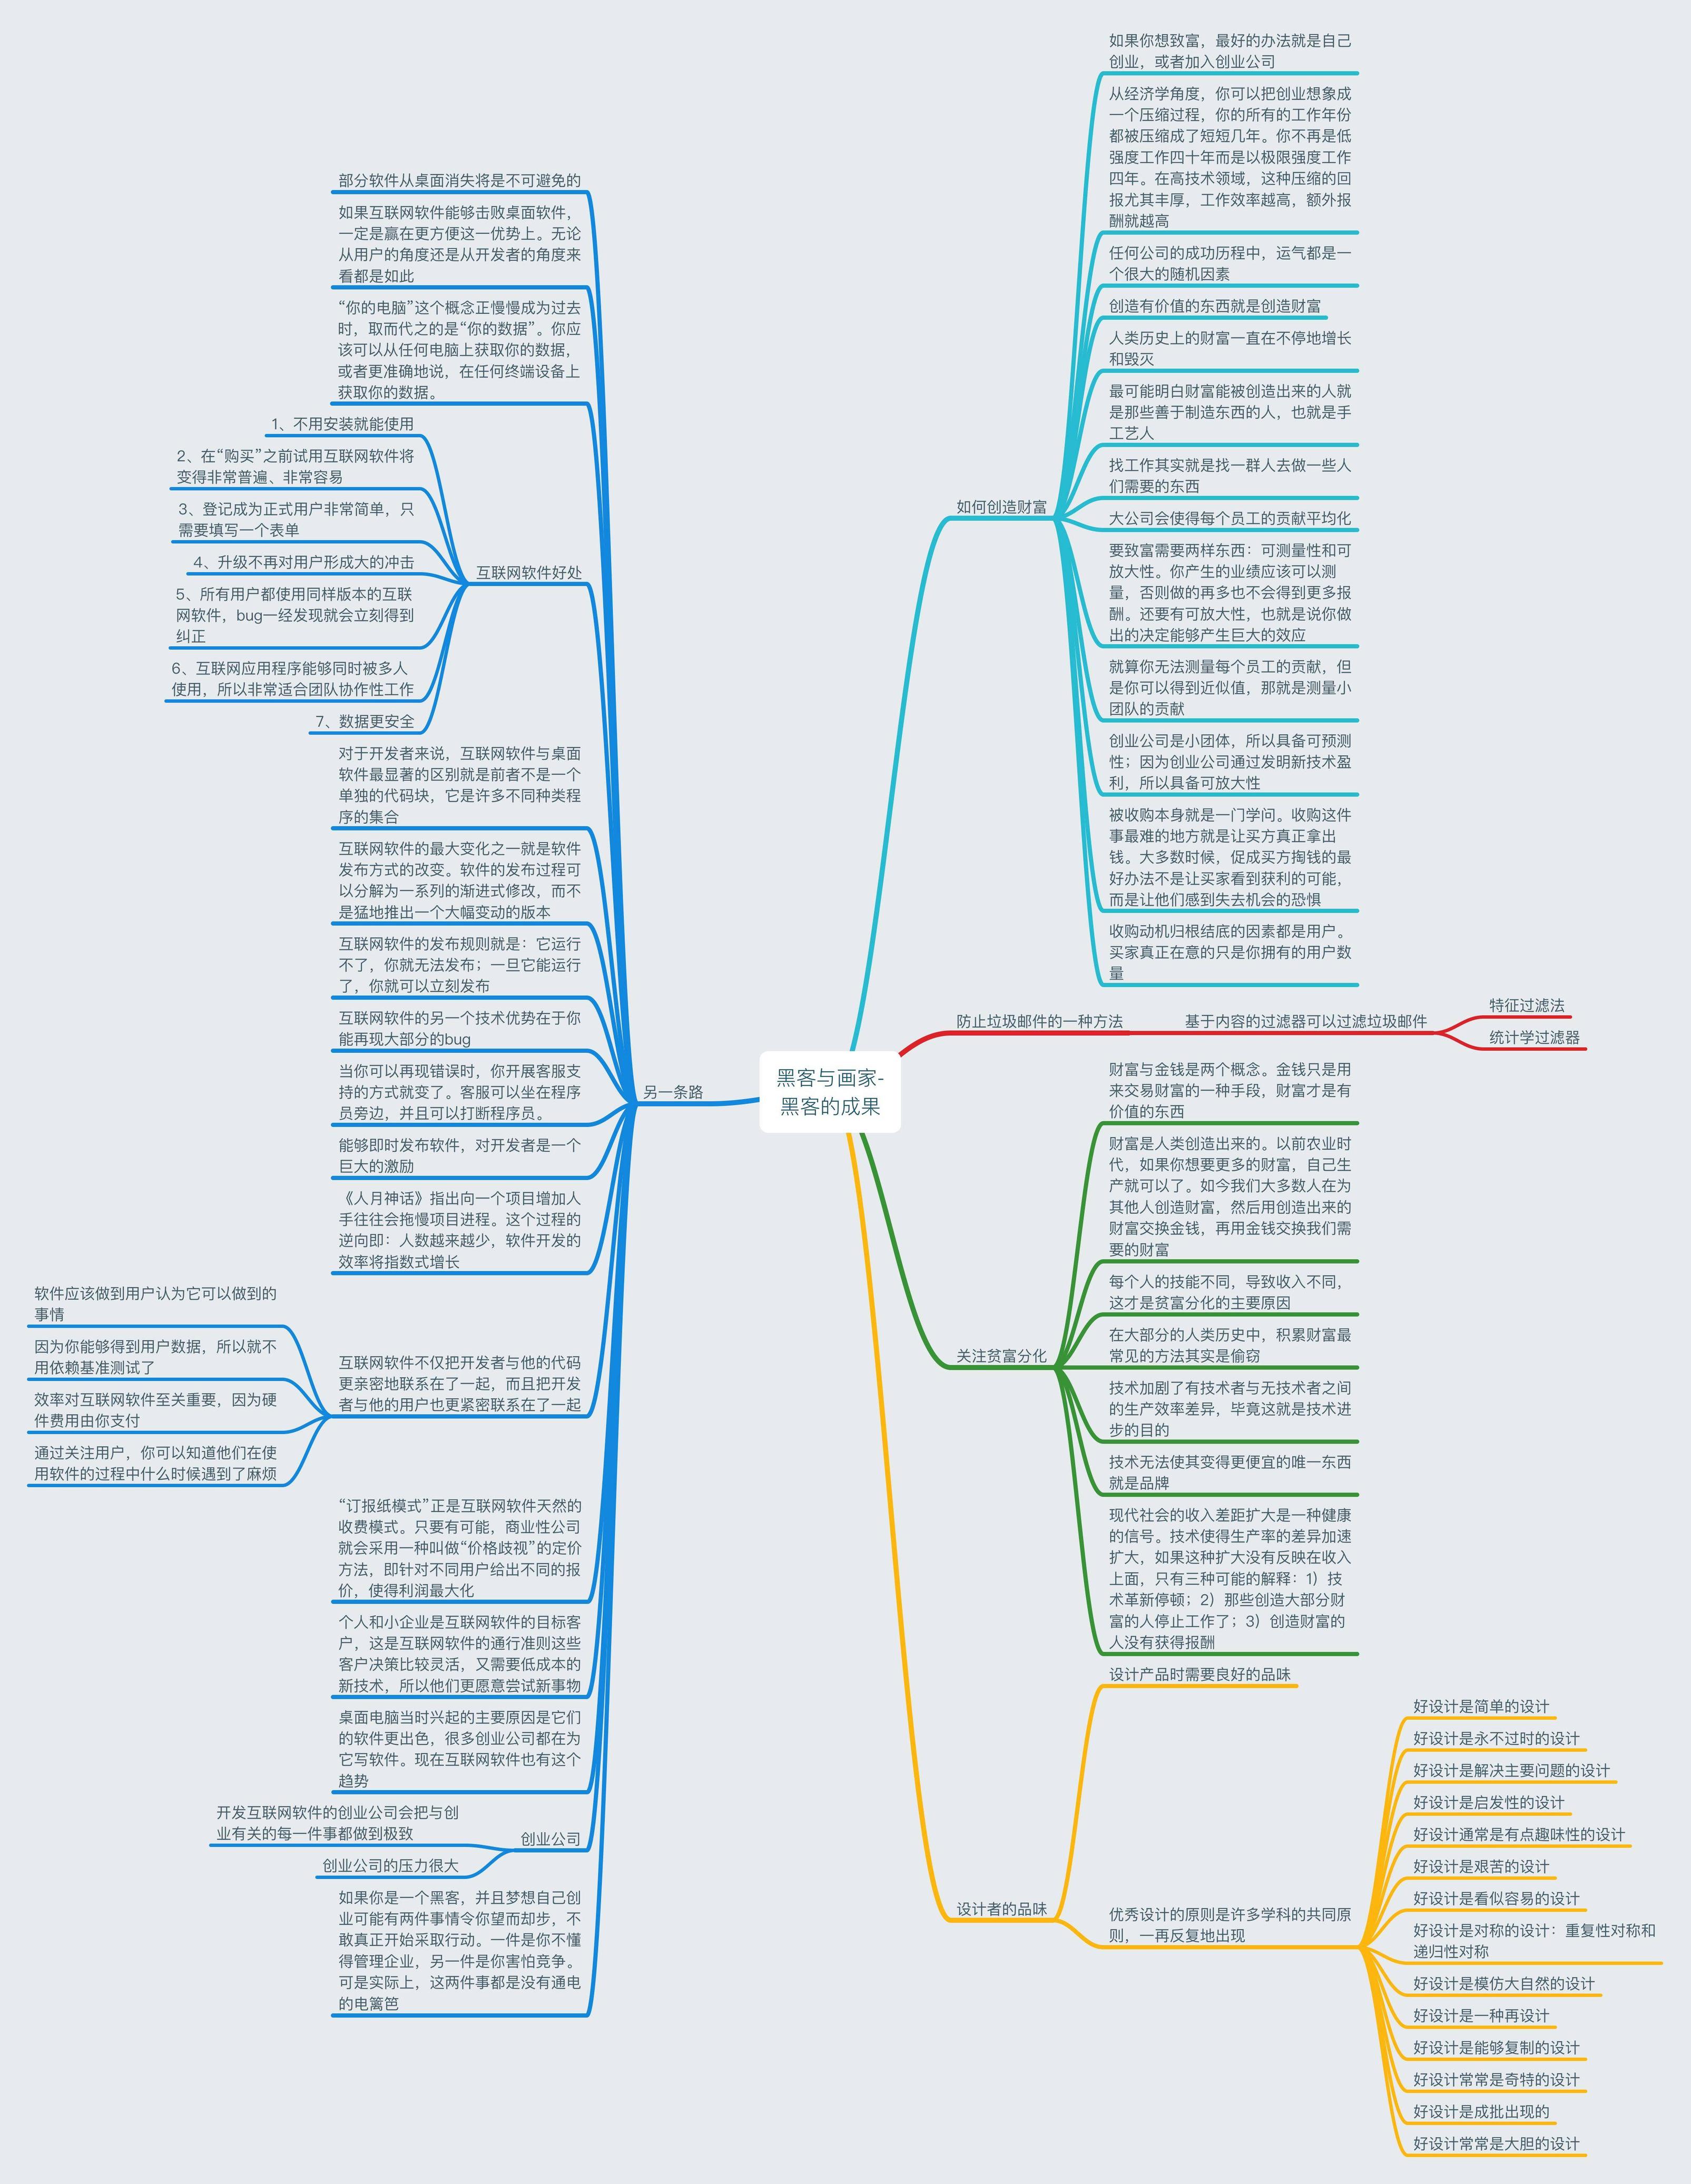 黑客与画家-
黑客的成果
如何创造财富
如果你想致富，最好的办法就是自己
创业，或者加入创业公司
从经济学角度，你可以把创业想象成
一个压缩过程，你的所有的工作年份
都被压缩成了短短几年。你不再是低
强度工作四十年而是以极限强度工作
四年。在高技术领域，这种压缩的回
报尤其丰厚，工作效率越高，额外报
酬就越高
任何公司的成功历程中，运气都是一
个很大的随机因素
创造有价值的东西就是创造财富
人类历史上的财富一直在不停地增长
和毁灭
最可能明白财富能被创造出来的人就
是那些善于制造东西的人，也就是手
工艺人
找工作其实就是找一群人去做一些人
们需要的东西
大公司会使得每个员工的贡献平均化
要致富需要两样东西：可测量性和可
放大性。你产生的业绩应该可以测
量，否则做的再多也不会得到更多报
酬。还要有可放大性，也就是说你做
出的决定能够产生巨大的效应
就算你无法测量每个员工的贡献，但
是你可以得到近似值，那就是测量小
团队的贡献
创业公司是小团体，所以具备可预测
性；因为创业公司通过发明新技术盈
利，所以具备可放大性
被收购本身就是一门学问。收购这件
事最难的地方就是让买方真正拿出
钱。大多数时候，促成买方掏钱的最
好办法不是让买家看到获利的可能，
而是让他们感到失去机会的恐惧
收购动机归根结底的因素都是用户。
买家真正在意的只是你拥有的用户数
量
防止垃圾邮件的一种方法
基于内容的过滤器可以过滤垃圾邮件
特征过滤法
统计学过滤器
关注贫富分化
财富与金钱是两个概念。金钱只是用
来交易财富的一种手段，财富才是有
价值的东西
财富是人类创造出来的。以前农业时
代，如果你想要更多的财富，自己生
产就可以了。如今我们大多数人在为
其他人创造财富，然后用创造出来的
财富交换金钱，再用金钱交换我们需
要的财富
每个人的技能不同，导致收入不同，
这才是贫富分化的主要原因
在大部分的人类历史中，积累财富最
常见的方法其实是偷窃
技术加剧了有技术者与无技术者之间
的生产效率差异，毕竟这就是技术进
步的目的
技术无法使其变得更便宜的唯一东西
就是品牌
现代社会的收入差距扩大是一种健康
的信号。技术使得生产率的差异加速
扩大，如果这种扩大没有反映在收入
上面，只有三种可能的解释：1）技
术革新停顿；2）那些创造大部分财
富的人停止工作了；3）创造财富的
人没有获得报酬
设计者的品味
设计产品时需要良好的品味
优秀设计的原则是许多学科的共同原
则，一再反复地出现
好设计是简单的设计
好设计是永不过时的设计
好设计是解决主要问题的设计
好设计是启发性的设计
好设计通常是有点趣味性的设计
好设计是艰苦的设计
好设计是看似容易的设计
好设计是对称的设计：重复性对称和
递归性对称
好设计是模仿大自然的设计
好设计是一种再设计
好设计是能够复制的设计
好设计常常是奇特的设计
好设计是成批出现的
好设计常常是大胆的设计
另一条路
部分软件从桌面消失将是不可避免的
如果互联网软件能够击败桌面软件，
一定是赢在更方便这一优势上。无论
从用户的角度还是从开发者的角度来
看都是如此
“你的电脑”这个概念正慢慢成为过去
时，取而代之的是“你的数据”。你应
该可以从任何电脑上获取你的数据，
或者更准确地说，在任何终端设备上
获取你的数据。
互联网软件好处
1、不用安装就能使用
2、在“购买”之前试用互联网软件将
变得非常普遍、非常容易
3、登记成为正式用户非常简单，只
需要填写一个表单
4、升级不再对用户形成大的冲击
5、所有用户都使用同样版本的互联
网软件，bug一经发现就会立刻得到
纠正
6、互联网应用程序能够同时被多人
使用，所以非常适合团队协作性工作
7、数据更安全
对于开发者来说，互联网软件与桌面
软件最显著的区别就是前者不是一个
单独的代码块，它是许多不同种类程
序的集合
互联网软件的最大变化之一就是软件
发布方式的改变。软件的发布过程可
以分解为一系列的渐进式修改，而不
是猛地推出一个大幅变动的版本
互联网软件的发布规则就是：它运行
不了，你就无法发布；一旦它能运行
了，你就可以立刻发布
互联网软件的另一个技术优势在于你
能再现大部分的bug
当你可以再现错误时，你开展客服支
持的方式就变了。客服可以坐在程序
员旁边，并且可以打断程序员。
能够即时发布软件，对开发者是一个
巨大的激励
《人月神话》指出向一个项目增加人
手往往会拖慢项目进程。这个过程的
逆向即：人数越来越少，软件开发的
效率将指数式增长
互联网软件不仅把开发者与他的代码
更亲密地联系在了一起，而且把开发
者与他的用户也更紧密联系在了一起
软件应该做到用户认为它可以做到的
事情
因为你能够得到用户数据，所以就不
用依赖基准测试了
效率对互联网软件至关重要，因为硬
件费用由你支付
通过关注用户，你可以知道他们在使
用软件的过程中什么时候遇到了麻烦
“订报纸模式”正是互联网软件天然的
收费模式。只要有可能，商业性公司
就会采用一种叫做“价格歧视”的定价
方法，即针对不同用户给出不同的报
价，使得利润最大化
个人和小企业是互联网软件的目标客
户，这是互联网软件的通行准则这些
客户决策比较灵活，又需要低成本的
新技术，所以他们更愿意尝试新事物
桌面电脑当时兴起的主要原因是它们
的软件更出色，很多创业公司都在为
它写软件。现在互联网软件也有这个
趋势
创业公司
开发互联网软件的创业公司会把与创
业有关的每一件事都做到极致
创业公司的压力很大
如果你是一个黑客，并且梦想自己创
业可能有两件事情令你望而却步，不
敢真正开始采取行动。一件是你不懂
得管理企业，另一件是你害怕竞争。
可是实际上，这两件事都是没有通电
的电篱笆